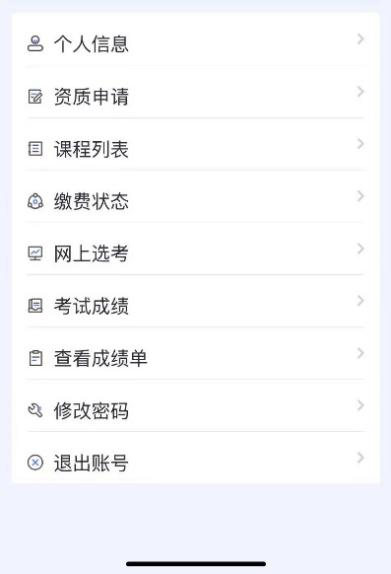 个人信息
资质申请
课程列表
缴费状态
网上选考
考试成绩
查看成绩单
修改密码
退出账号